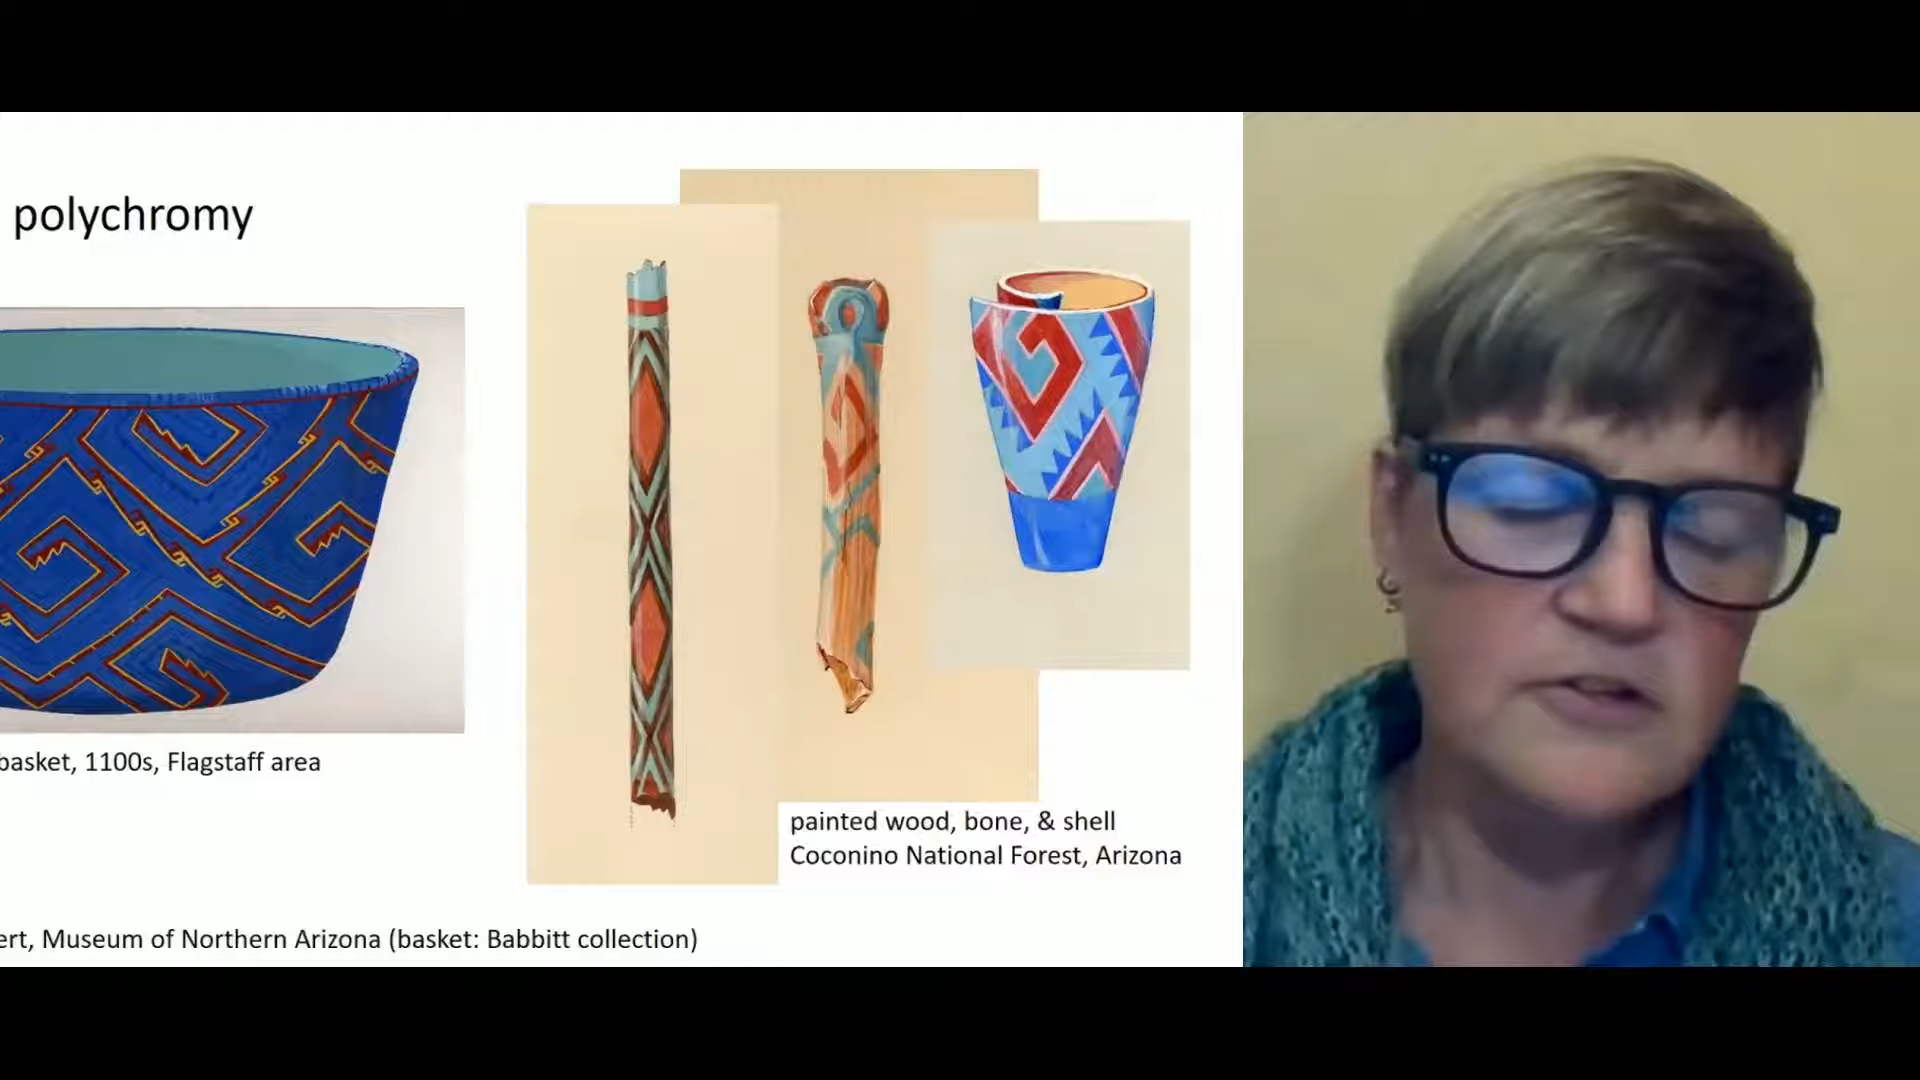 polychromy
basket, 1100s, Flagstaff area
painted wood, bone, & shell
Coconino National Forest, Arizona
Museum of Northern Arizona (basket: Babbitt collection)